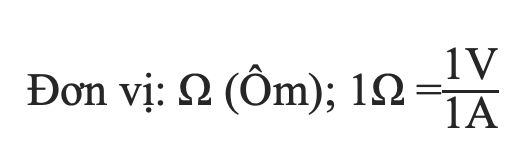 Đơn vị: Ω (Ôm); 1Ω = 1V/1A